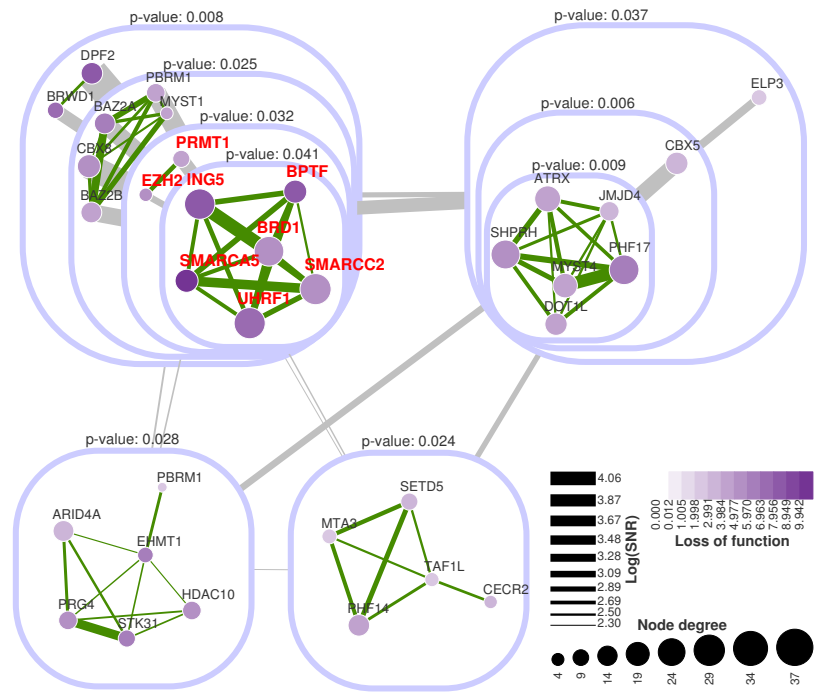 p-value: 0.008
p-value: 0.037
DPF2
p-value: 0.025
PBRM1
BRWD1
BAZ2A
MYST1
p-value: 0.032
CBX8
PRMT1
p-value: 0.041
EZH2
ING5
BPTF
BAZ2B
BRD1
SMARCA5
SMARCC2
UHRF1
ELP3
p-value: 0.006
CBX5
p-value: 0.009
ATRX
JMJD4
SHPRH
PHF17
MYST4
DOT1L
p-value: 0.028
p-value: 0.024
PBRM1
ARID4A
EHMT1
PRG4
HDAC10
STK31
SETD5
MTA3
TAF1L
CECR2
PHF14
4.06
3.87
3.67
3.48
3.28
3.09
2.89
2.69
2.50
2.30
Log(SNR)
0.000
0.012
1.005
1.998
2.991
3.984
4.977
5.970
6.963
7.956
8.949
9.942
Loss of function
Node degree
4
9
14
19
24
29
34
37